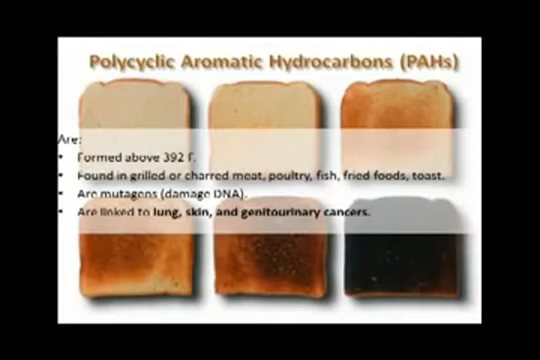 Polycyclic Aromatic Hydrocarbons (PAHs)
Are:
• Formed above 392 F.
• Found in grilled or charred meat, poultry, fish, fried foods, toast.
• Are mutagens (damage DNA).
• Are linked to lung, skin, and genitourinary cancers.